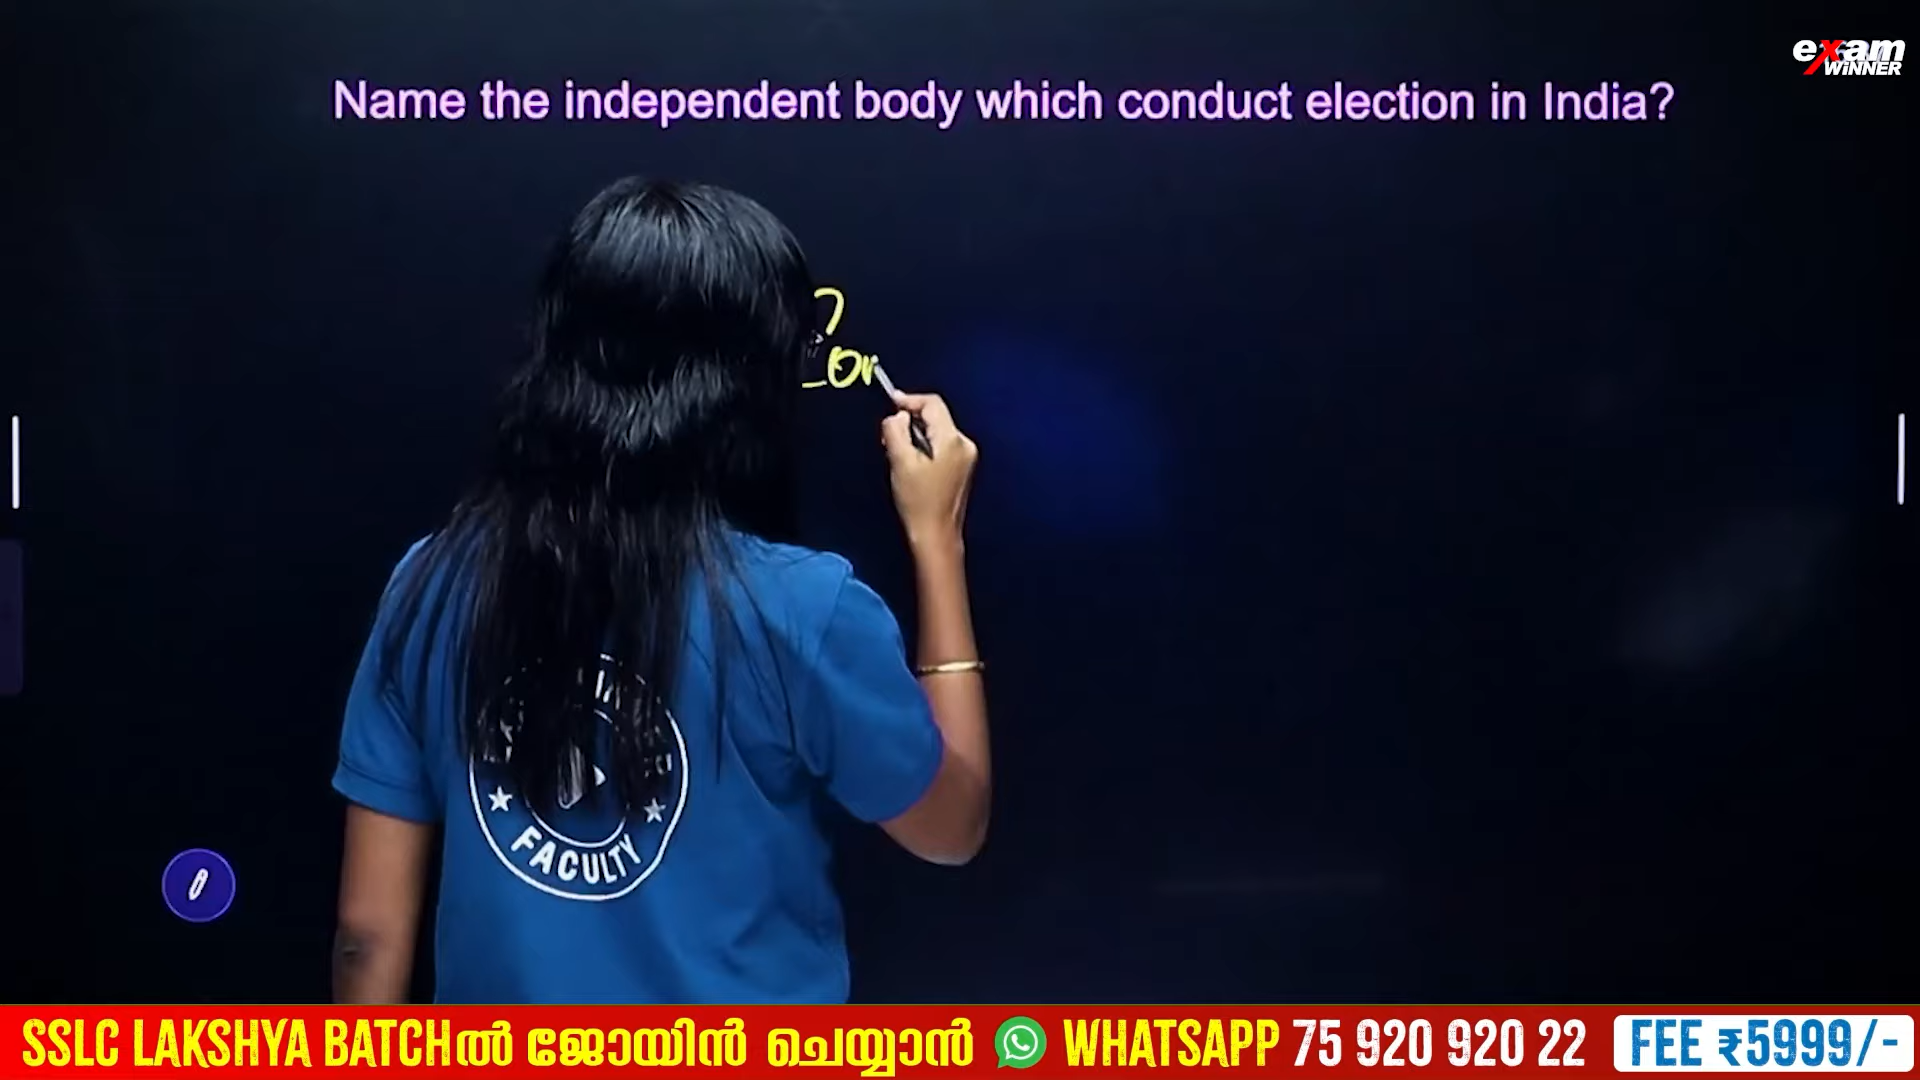 exam
WINNER
Name the independent body which conduct election in India?
FACULTY
SSLC LAKSHYA BATCHൽ ജോയിൻ ചെയ്യാൻ WHATSAPP 75 920 920 22 FEE ₹5999/-